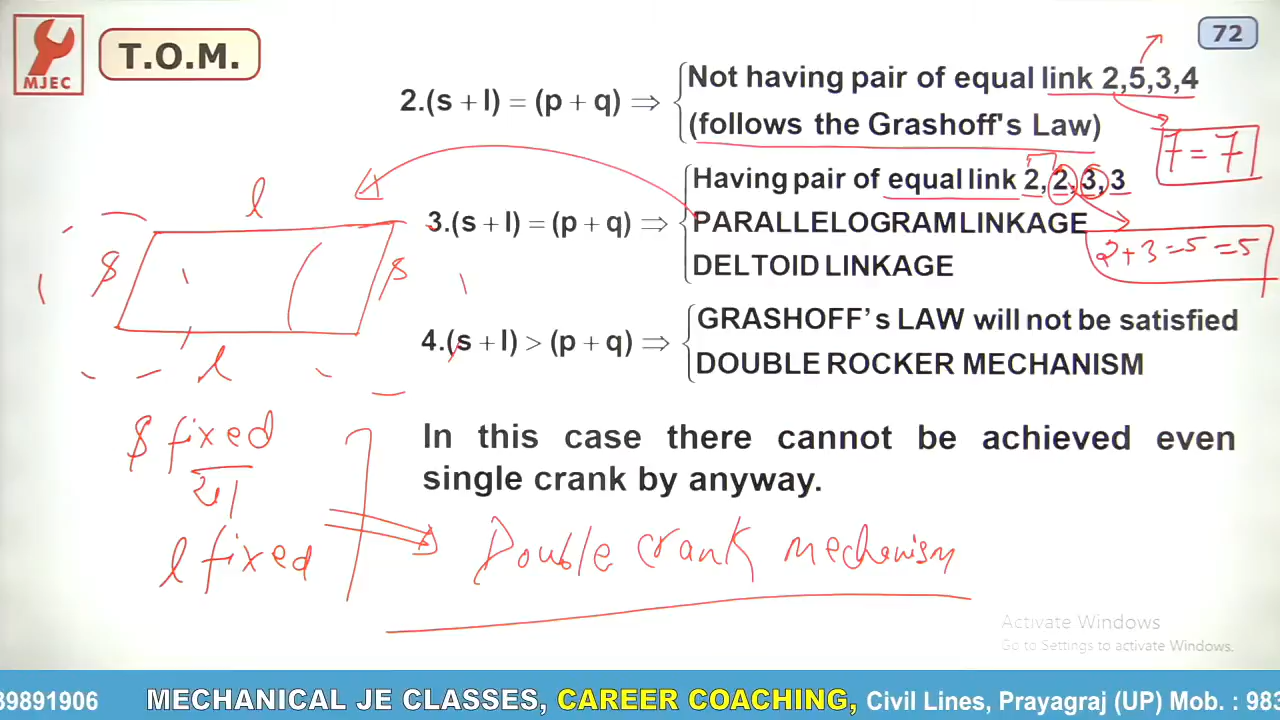 MJEC
T.O.M.
72
2.(s + l) = (p + q) ⇒
Not having pair of equal link 2,5,3,4
(follows the Grashoff's Law)
7 = 7
3.(s + l) = (p + q) ⇒
Having pair of equal link 2, 2, 3, 3
PARALLELOGRAM LINKAGE
DELTOID LINKAGE
2+3=5 =5
l
s
s
l
4.(s + l) > (p + q) ⇒
GRASHOFF's LAW will not be satisfied
DOUBLE ROCKER MECHANISM
In this case there cannot be achieved even
single crank by anyway.
s fixed
या
l fixed
Double crank mechanism
Activate Windows
Go to Settings to activate Windows.
39891906 MECHANICAL JE CLASSES, CAREER COACHING, Civil Lines, Prayagraj (UP) Mob. : 983